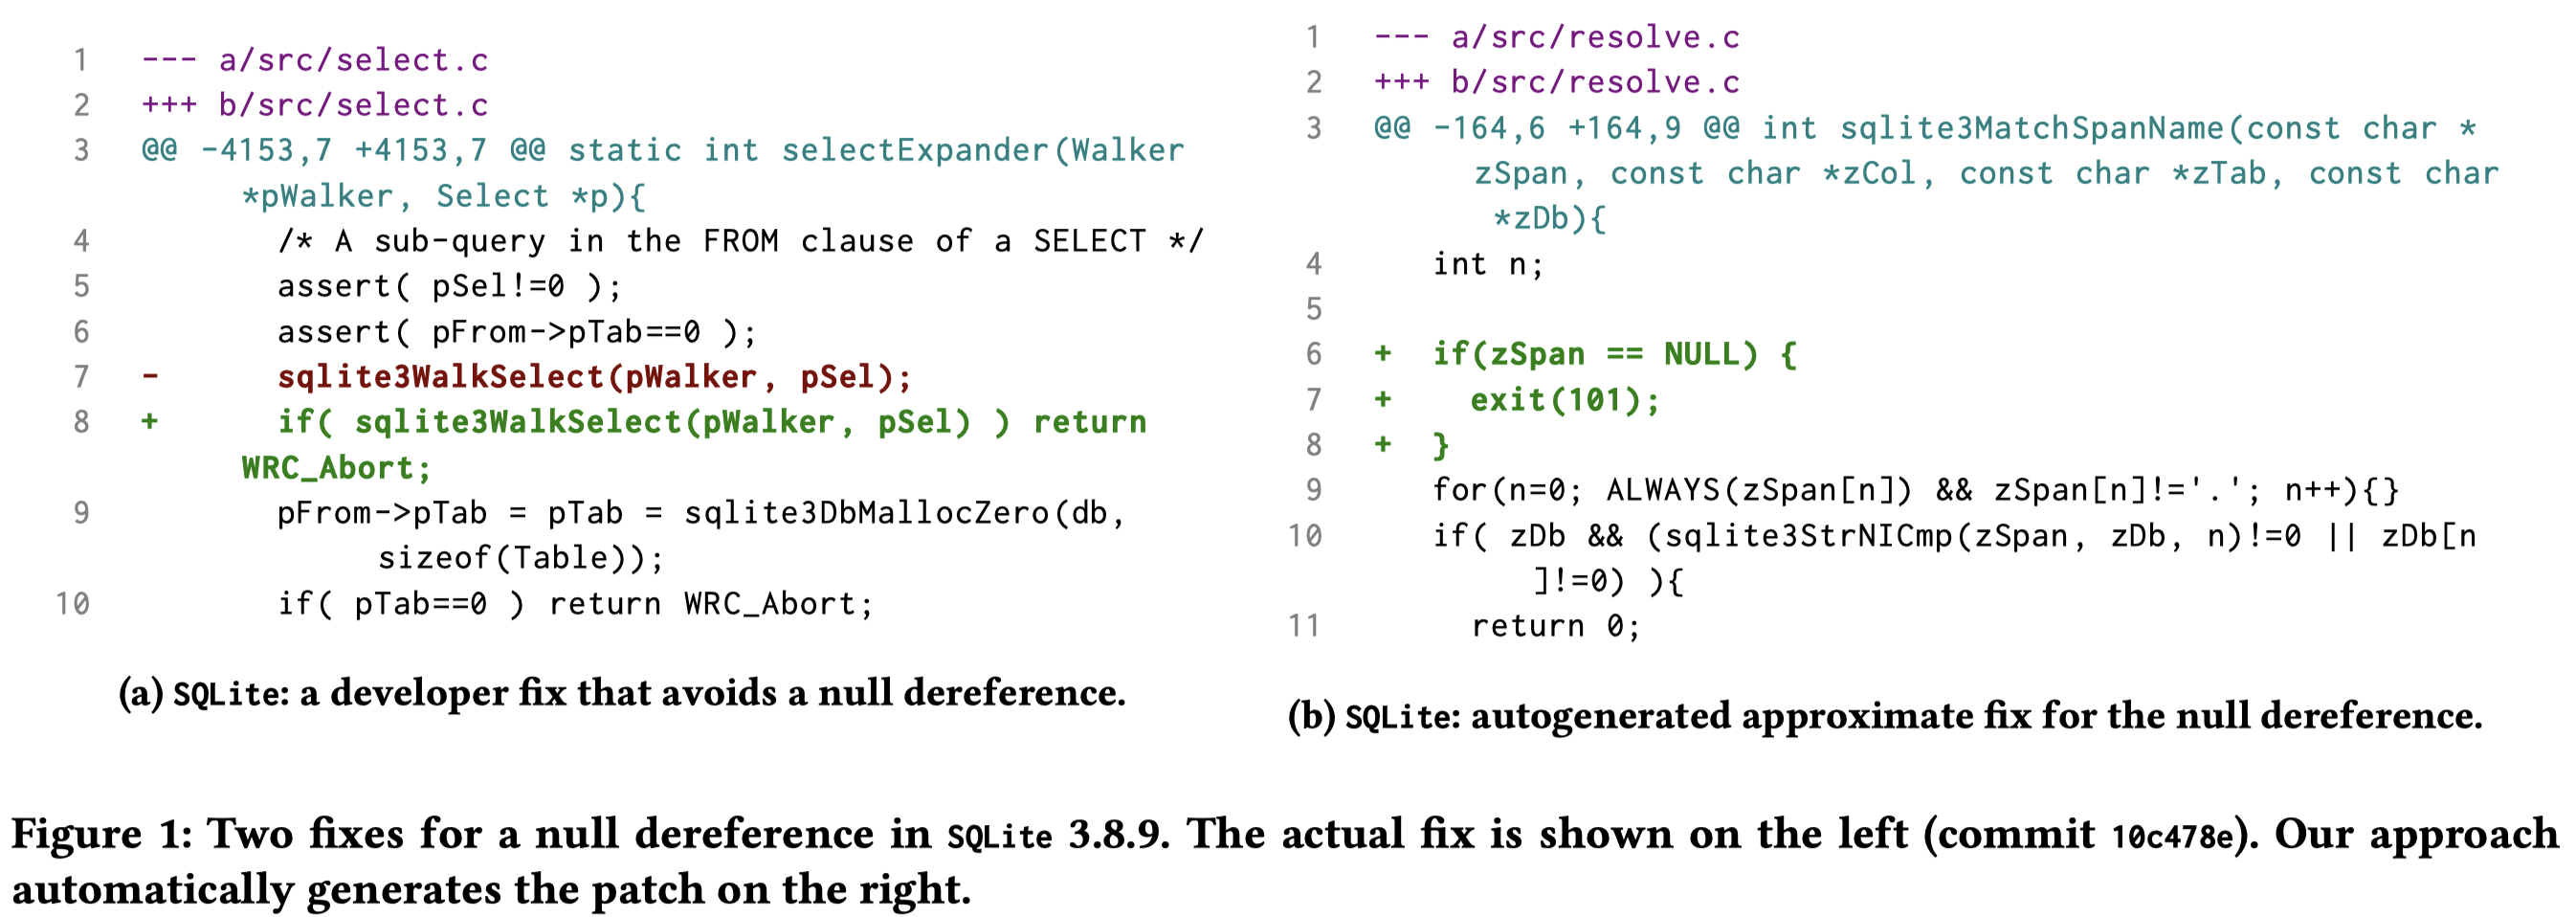 1 --- a/src/select.c
2 +++ b/src/select.c
3 @@ -4153,7 +4153,7 @@ static int selectExpander(Walker
*pWalker, Select *p){
4 /* A sub-query in the FROM clause of a SELECT */
5 assert( pSel!=0 );
6 assert( pFrom->pTab==0 );
7 - sqlite3WalkSelect(pWalker, pSel);
8 + if( sqlite3WalkSelect(pWalker, pSel) ) return
WRC_Abort;
9 pFrom->pTab = pTab = sqlite3DbMallocZero(db,
sizeof(Table));
10 if( pTab==0 ) return WRC_Abort;
(a) SQLite: a developer fix that avoids a null dereference.
1 --- a/src/resolve.c
2 +++ b/src/resolve.c
3 @@ -164,6 +164,9 @@ int sqlite3MatchSpanName(const char *
zSpan, const char *zCol, const char *zTab, const char
*zDb){
4 int n;
5
6 + if(zSpan == NULL) {
7 + exit(101);
8 + }
9 for(n=0; ALWAYS(zSpan[n]) && zSpan[n]!='.'; n++){}
10 if( zDb && (sqlite3StrNICmp(zSpan, zDb, n)!=0 || zDb[n
]!=0) ){
11 return 0;
(b) SQLite: autogenerated approximate fix for the null dereference.
Figure 1: Two fixes for a null dereference in SQLite 3.8.9. The actual fix is shown on the left (commit 10c478e). Our approach
automatically generates the patch on the right.